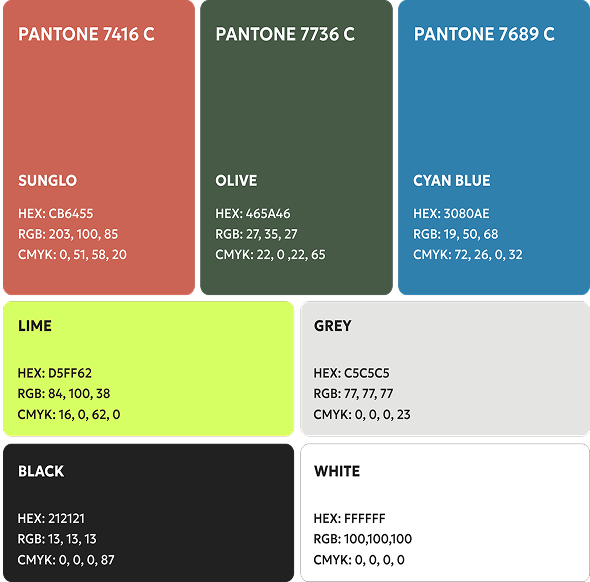 PANTONE 7416 C
SUNGLO
HEX: CB6455
RGB: 203, 100, 85
CMYK: 0, 51, 58, 20
PANTONE 7736 C
OLIVE
HEX: 465A46
RGB: 27, 35, 27
CMYK: 22, 0 ,22, 65
PANTONE 7689 C
CYAN BLUE
HEX: 3080AE
RGB: 19, 50, 68
CMYK: 72, 26, 0, 32
LIME
HEX: D5FF62
RGB: 84, 100, 38
CMYK: 16, 0, 62, 0
GREY
HEX: C5C5C5
RGB: 77, 77, 77
CMYK: 0, 0, 0, 23
BLACK
HEX: 212121
RGB: 13, 13, 13
CMYK: 0, 0, 0, 87
WHITE
HEX: FFFFFF
RGB: 100,100,100
CMYK: 0, 0, 0, 0